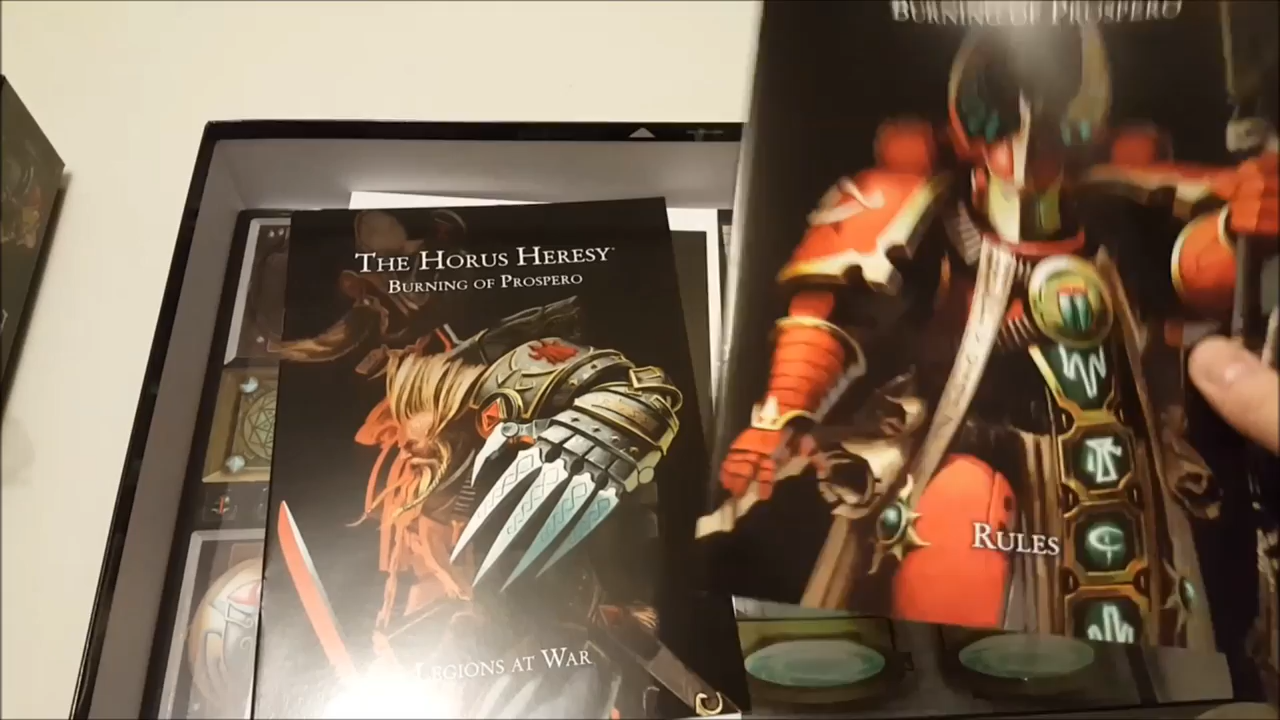 THE HORUS HERESY
BURNING OF PROSPERO
LEGIONS AT WAR
BURNING OF PROSPERO
RULES